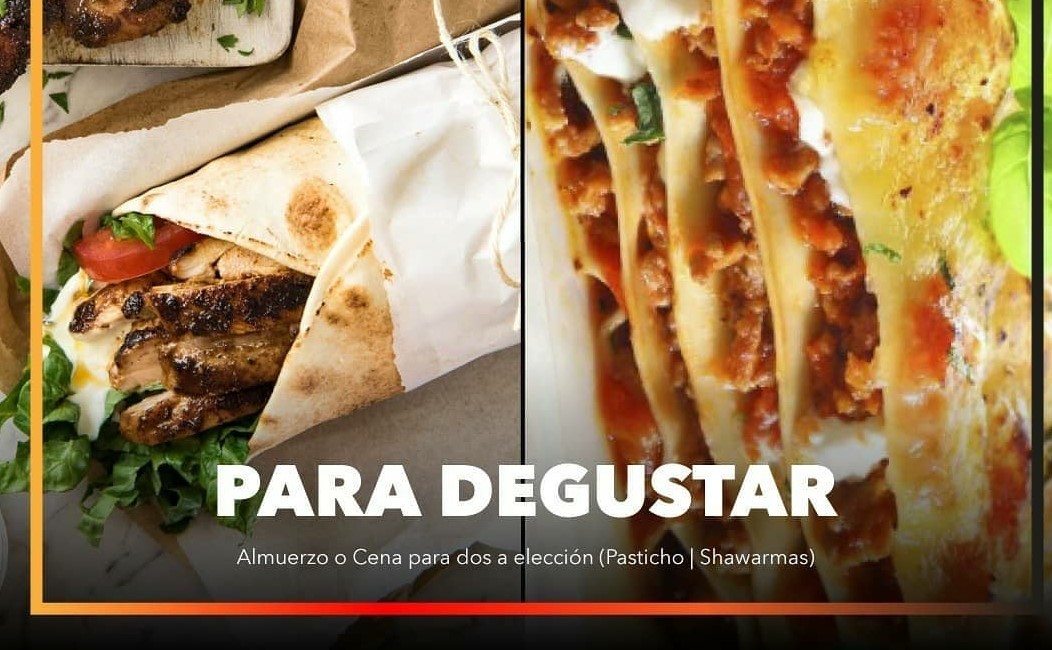 PARA DEGUSTAR
Almuerzo o Cena para dos a elección (Pasticho | Shawarmas)